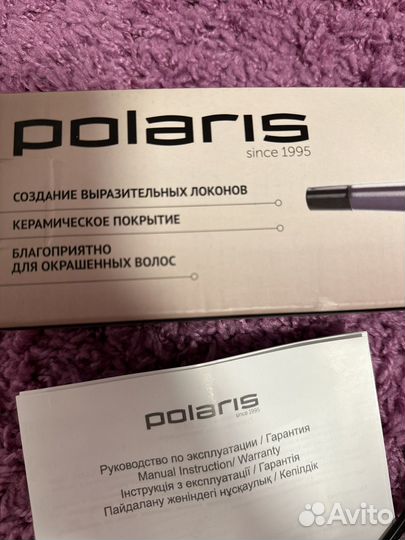 polaris
since 1995
СОЗДАНИЕ ВЫРАЗИТЕЛЬНЫХ ЛОКОНОВ
КЕРАМИЧЕСКОЕ ПОКРЫТИЕ
БЛАГОПРИЯТНО
ДЛЯ ОКРАШЕННЫХ ВОЛОС
polaris
since 1995
Руководство по эксплуатации / Гарантия
Manual Instruction/ Warranty
Інструкція з експлуатації / Гарантія
Пайдалану жөніндегі нұсқаулық / Кепілдік
Avito